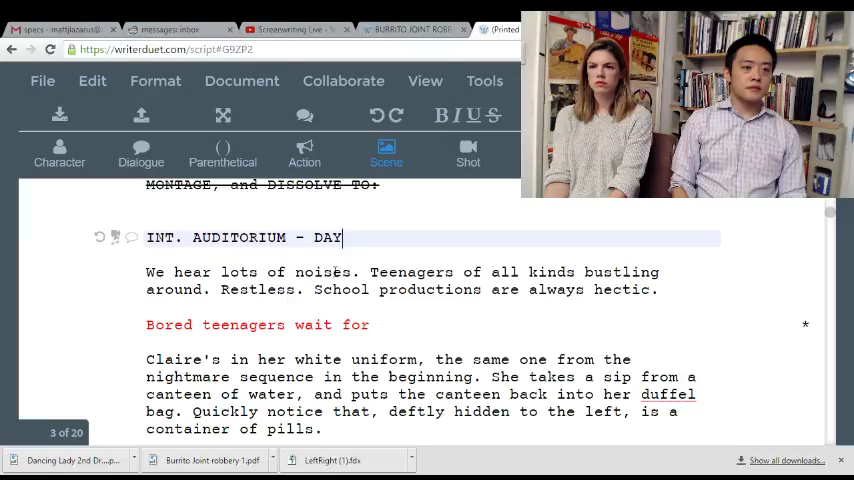 specs - mattjlazarus@gmail.c
messages: inbox
Screenwriting Live -
BURRITO JOINT ROBB
(Printed
https://writerduet.com/script#G9ZP2
File Edit Format Document Collaborate View Tools
B I U S
Character Dialogue Parenthetical Action Scene Shot
MONTAGE, and DISSOLVE TO:
INT. AUDITORIUM - DAY
We hear lots of noises. Teenagers of all kinds bustling
around. Restless. School productions are always hectic.
Bored teenagers wait for
*
Claire's in her white uniform, the same one from the
nightmare sequence in the beginning. She takes a sip from a
canteen of water, and puts the canteen back into her duffel
bag. Quickly notice that, deftly hidden to the left, is a
container of pills.
3 of 20
Dancing Lady 2nd Dr....p...
Burrito Joint robbery 1.pdf
LeftRight (1).fdx
Show all downloads...